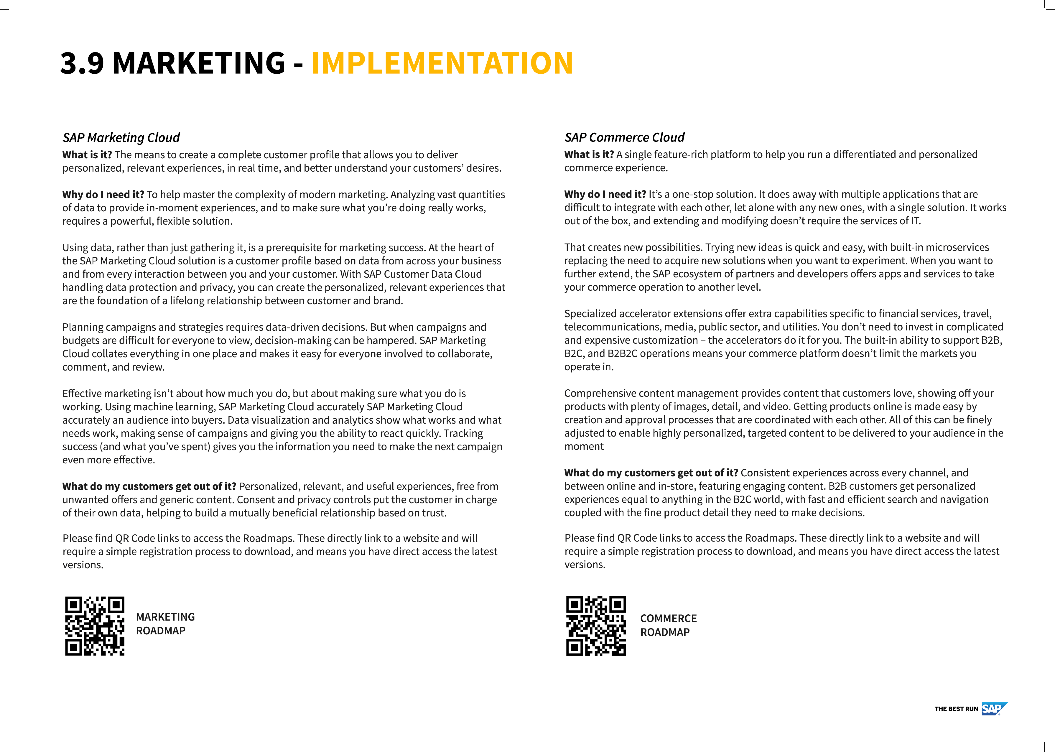 3.9 MARKETING - IMPLEMENTATION
SAP Marketing Cloud
What is it? The means to create a complete customer profile that allows you to deliver
personalized, relevant experiences, in real time, and better understand your customers' desires.
Why do I need it? To help master the complexity of modern marketing. Analyzing vast quantities
of data to provide in-moment experiences, and to make sure what you're doing really works,
requires a powerful, flexible solution.
Using data, rather than just gathering it, is a prerequisite for marketing success. At the heart of
the SAP Marketing Cloud solution is a customer profile based on data from across your business
and from every interaction between you and your customer. With SAP Customer Data Cloud
handling data protection and privacy, you can create the personalized, relevant experiences that
are the foundation of a lifelong relationship between customer and brand.
Planning campaigns and strategies requires data-driven decisions. But when campaigns and
budgets are difficult for everyone to view, decision-making can be hampered. SAP Marketing
Cloud collates everything in one place and makes it easy for everyone involved to collaborate,
comment, and review.
Effective marketing isn't about how much you do, but about making sure what you do is
working. Using machine learning, SAP Marketing Cloud accurately SAP Marketing Cloud
accurately an audience into buyers. Data visualization and analytics show what works and what
needs work, making sense of campaigns and giving you the ability to react quickly. Tracking
success (and what you've spent) gives you the information you need to make the next campaign
even more effective.
What do my customers get out of it? Personalized, relevant, and useful experiences, free from
unwanted offers and generic content. Consent and privacy controls put the customer in charge
of their own data, helping to build a mutually beneficial relationship based on trust.
Please find QR Code links to access the Roadmaps. These directly link to a website and will
require a simple registration process to download, and means you have direct access the latest
versions.
MARKETING
ROADMAP
SAP Commerce Cloud
What is it? A single feature-rich platform to help you run a differentiated and personalized
commerce experience.
Why do I need it? It's a one-stop solution. It does away with multiple applications that are
difficult to integrate with each other, let alone with any new ones, with a single solution. It works
out of the box, and extending and modifying doesn't require the services of IT.
That creates new possibilities. Trying new ideas is quick and easy, with built-in microservices
replacing the need to acquire new solutions when you want to experiment. When you want to
further extend, the SAP ecosystem of partners and developers offers apps and services to take
your commerce operation to another level.
Specialized accelerator extensions offer extra capabilities specific to financial services, travel,
telecommunications, media, public sector, and utilities. You don't need to invest in complicated
and expensive customization – the accelerators do it for you. The built-in ability to support B2B,
B2C, and B2B2C operations means your commerce platform doesn't limit the markets you
operate in.
Comprehensive content management provides content that customers love, showing off your
products with plenty of images, detail, and video. Getting products online is made easy by
creation and approval processes that are coordinated with each other. All of this can be finely
adjusted to enable highly personalized, targeted content to be delivered to your audience in the
moment
What do my customers get out of it? Consistent experiences across every channel, and
between online and in-store, featuring engaging content. B2B customers get personalized
experiences equal to anything in the B2C world, with fast and efficient search and navigation
coupled with the fine product detail they need to make decisions.
Please find QR Code links to access the Roadmaps. These directly link to a website and will
require a simple registration process to download, and means you have direct access the latest
versions.
COMMERCE
ROADMAP
THE BEST RUN SAP